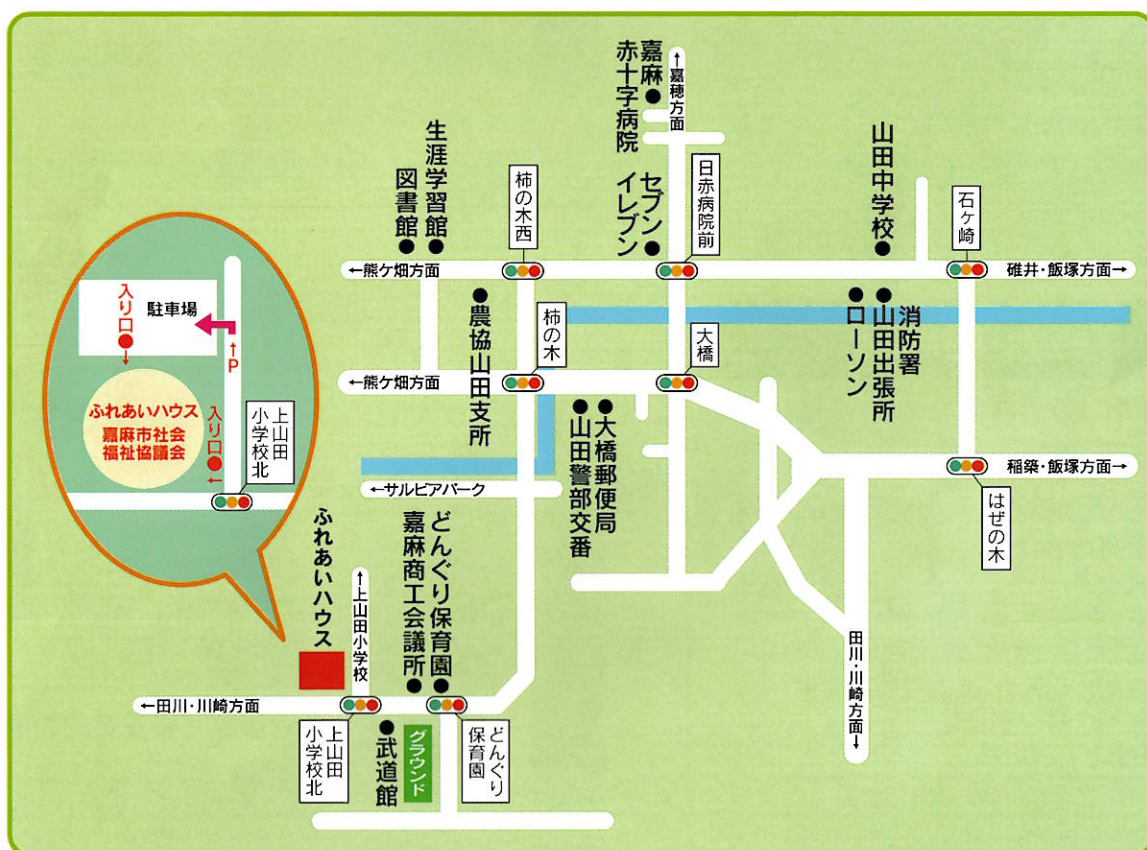 嘉麻
赤十字病院
↑嘉穂方面
生涯学習館
図書館
柿の木西
セブン
イレブン
日赤病院前
山田中学校
石ヶ崎
←熊ケ畑方面
碓井・飯塚方面→
農協山田支所
柿の木
大橋
ローソン
消防署
山田出張所
←熊ケ畑方面
大橋郵便局
山田警部交番
稲築・飯塚方面→
はぜの木
←サルビアパーク
入り口
駐車場
↑P
ふれあいハウス
嘉麻市社会
福祉協議会
入り口
上山田
小学校北
ふれあいハウス
↑上山田小学校
どんぐり保育園
嘉麻商工会議所
田川・川崎方面→
←田川・川崎方面
上山田
小学校北
武道館
グラウンド
どんぐり
保育園